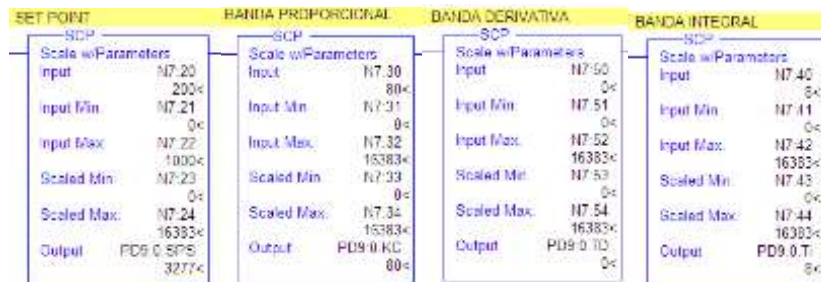 SET POINT
SCP
Scale w/Parameters
Input N7:20
200<
Input Min N7:21
0<
Input Max N7:22
1000<
Scaled Min N7:23
0<
Scaled Max. N7:24
16383<
Output PD9:0.SPS
3277<
BANDA PROPORCIONAL
SCP
Scale w/Parameters
Input N7:30
80<
Input Min N7:31
0<
Input Max. N7:32
16383<
Scaled Min N7:33
0<
Scaled Max. N7:34
16383<
Output PD9:0.KC
80<
BANDA DERIVATIVA
SCP
Scale w/Parameters
Input N7:50
0<
Input Min N7:51
0<
Input Max. N7:52
16383<
Scaled Min N7:53
0<
Scaled Max. N7:54
16383<
Output PD9:0.TD
0<
BANDA INTEGRAL
SCP
Scale w/Parameters
Input N7:40
8<
Input Min N7:41
0<
Input Max. N7:42
16383<
Scaled Min N7:43
0<
Scaled Max N7:44
16383<
Output PD9:0.TI
8<